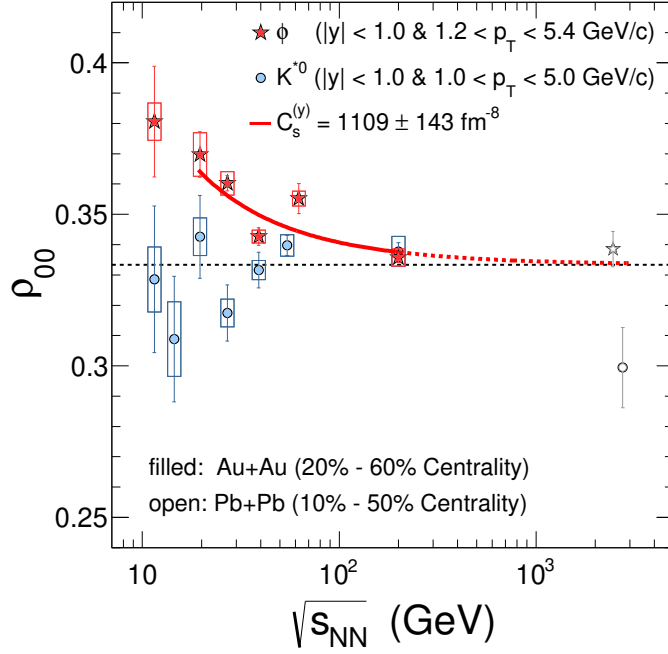 ϕ (|y| < 1.0 & 1.2 < p_T < 5.4 GeV/c)
K*0 (|y| < 1.0 & 1.0 < p_T < 5.0 GeV/c)
C_s^(y) = 1109 ± 143 fm^-8
0.4
0.35
0.3
0.25
ρ_00
filled: Au+Au (20% - 60% Centrality)
open: Pb+Pb (10% - 50% Centrality)
10 10^2 10^3
√s_NN (GeV)